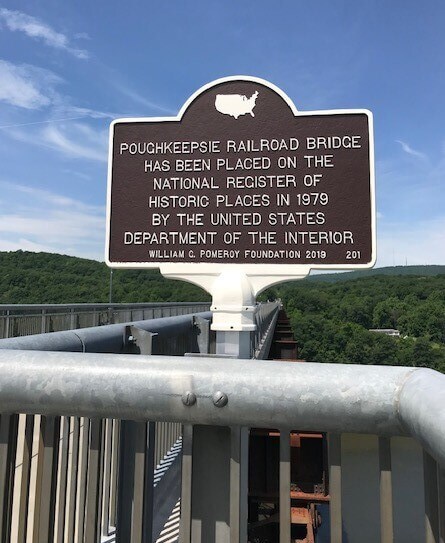 POUGHKEEPSIE RAILROAD BRIDGE
HAS BEEN PLACED ON THE
NATIONAL REGISTER OF
HISTORIC PLACES IN 1979
BY THE UNITED STATES
DEPARTMENT OF THE INTERIOR
WILLIAM G. POMEROY FOUNDATION 2019 201